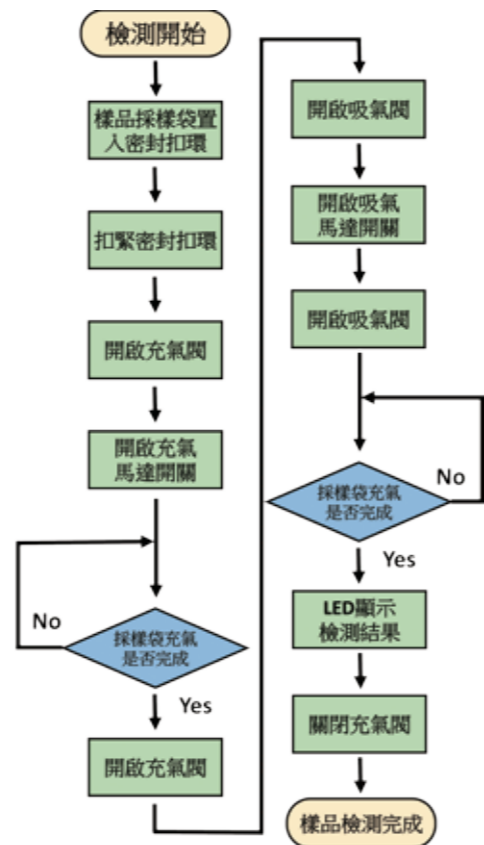 檢測開始
樣品採樣袋置
入密封扣環
扣緊密封扣環
開啟充氣閥
開啟充氣
馬達開關
No
採樣袋充氣
是否完成
Yes
開啟充氣閥
開啟吸氣閥
開啟吸氣
馬達開關
開啟吸氣閥
No
採樣袋充氣
是否完成
Yes
LED顯示
檢測結果
關閉充氣閥
樣品檢測完成